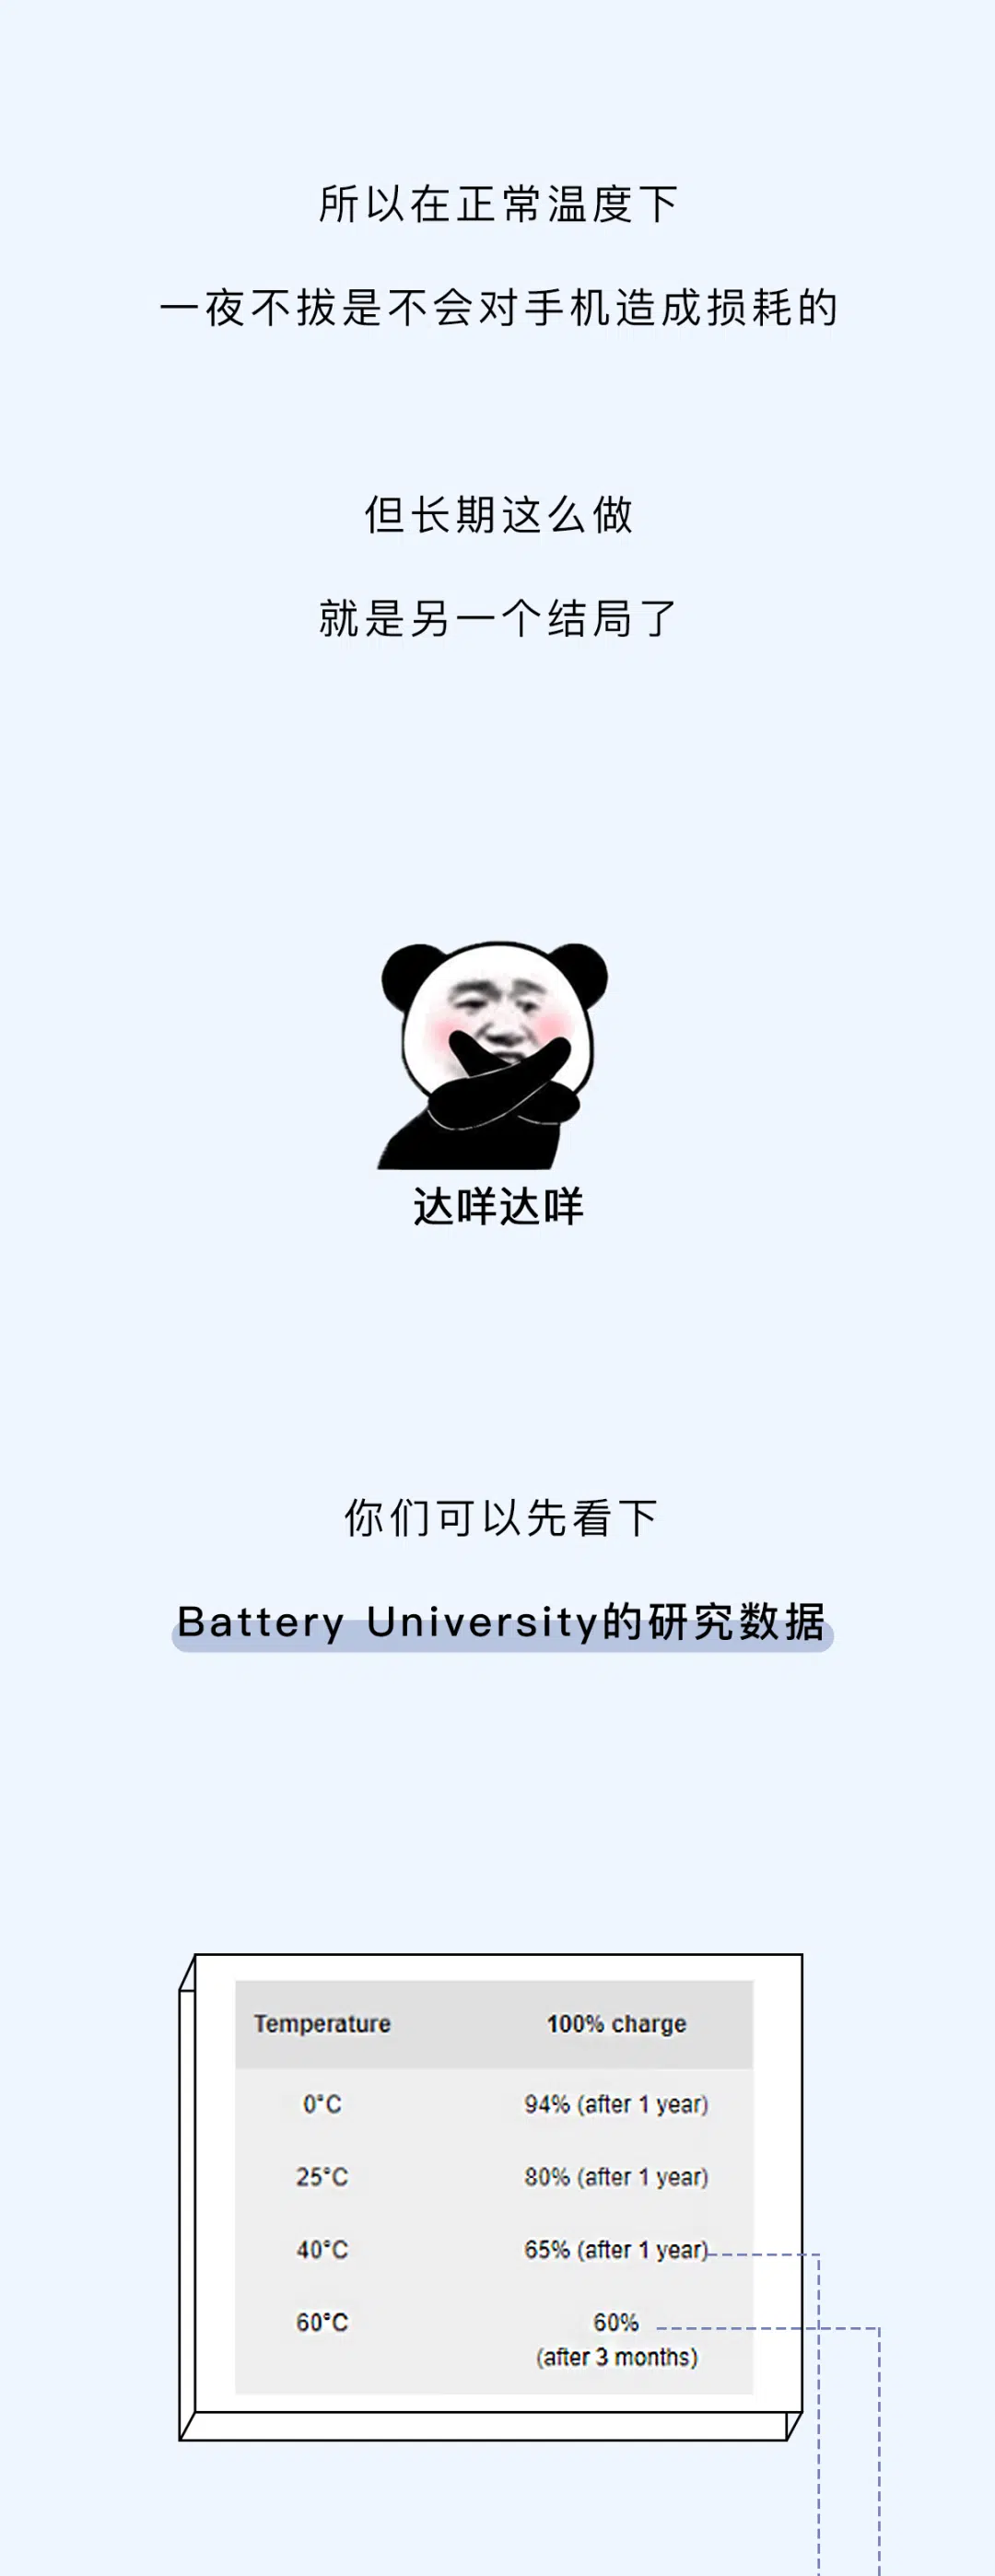 所以在正常温度下
一夜不拔是不会对手机造成损耗的
但长期这么做
就是另一个结局了
达咩达咩
你们可以先看下
Battery University的研究数据
Temperature 100% charge
0°C 94% (after 1 year)
25°C 80% (after 1 year)
40°C 65% (after 1 year)
60°C 60%
(after 3 months)